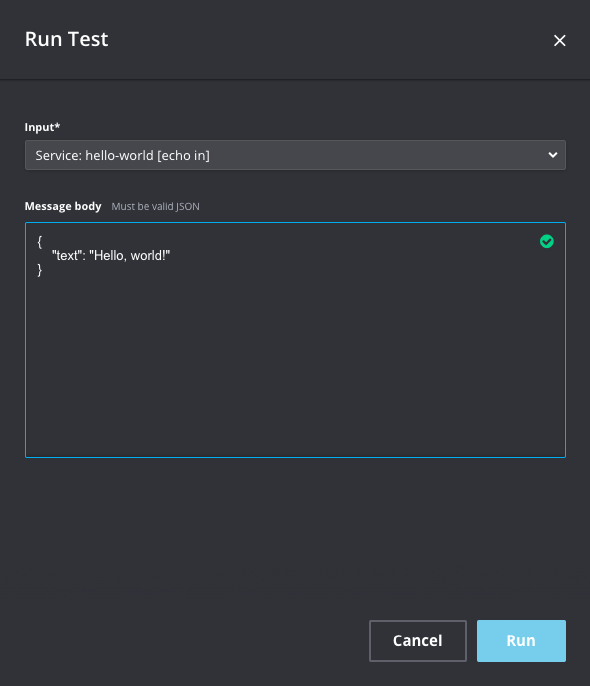 Run Test
Input*
Service: hello-world [echo in]
Message body Must be valid JSON
{
"text": "Hello, world!"
}
Cancel Run